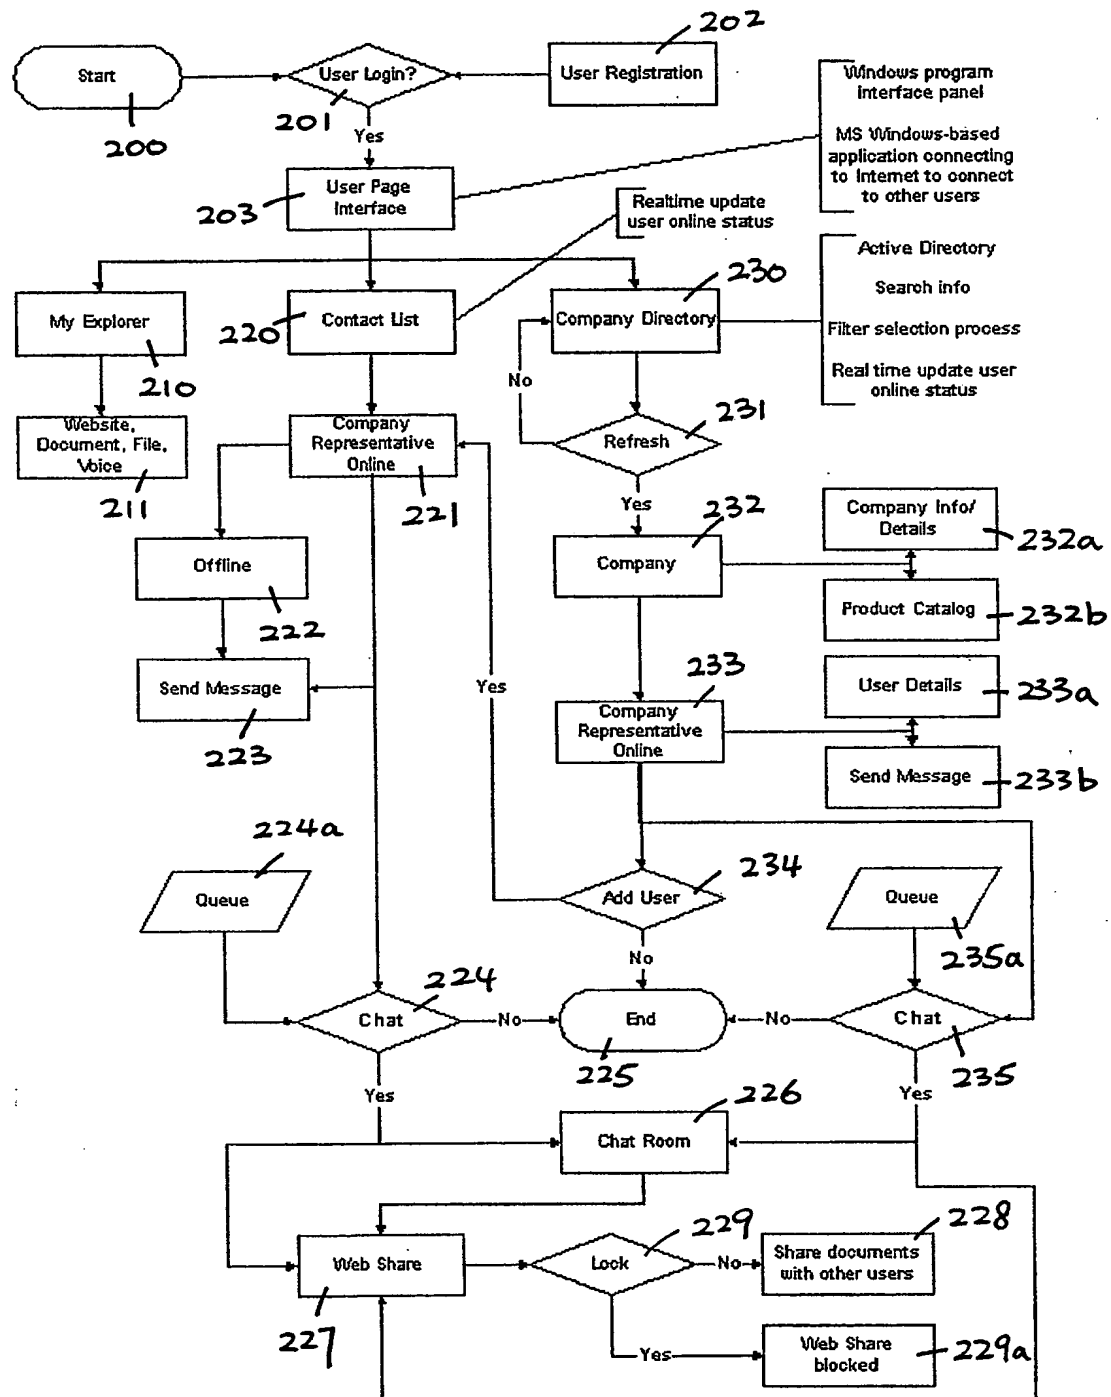 202
Start
User Login?
User Registration
201
200
Yes
Windows program
interface panel
MS Windows-based
application connecting
to Internet to connect
to other users
User Page
Interface
203
Realtime update
user online status
230
Active Directory
Search info
Filter selection process
Real time update user
online status
My Explorer
210
Contact List
220
Company Directory
No
231
Refresh
Website,
Document, File,
Voice
211
Company
Representative
Online
221
Yes
232
Company Info/
Details
232a
Offline
222
Company
Product Catalog
232b
Send Message
223
Yes
233
User Details
233a
Company
Representative
Online
Send Message
233b
224a
Queue
234
Add User
Queue
235a
No
224
Chat
No
End
225
No
Chat
235
Yes
Yes
226
Chat Room
228
229
Web Share
227
Lock
No
Share documents
with other users
Yes
Web Share
blocked
229a